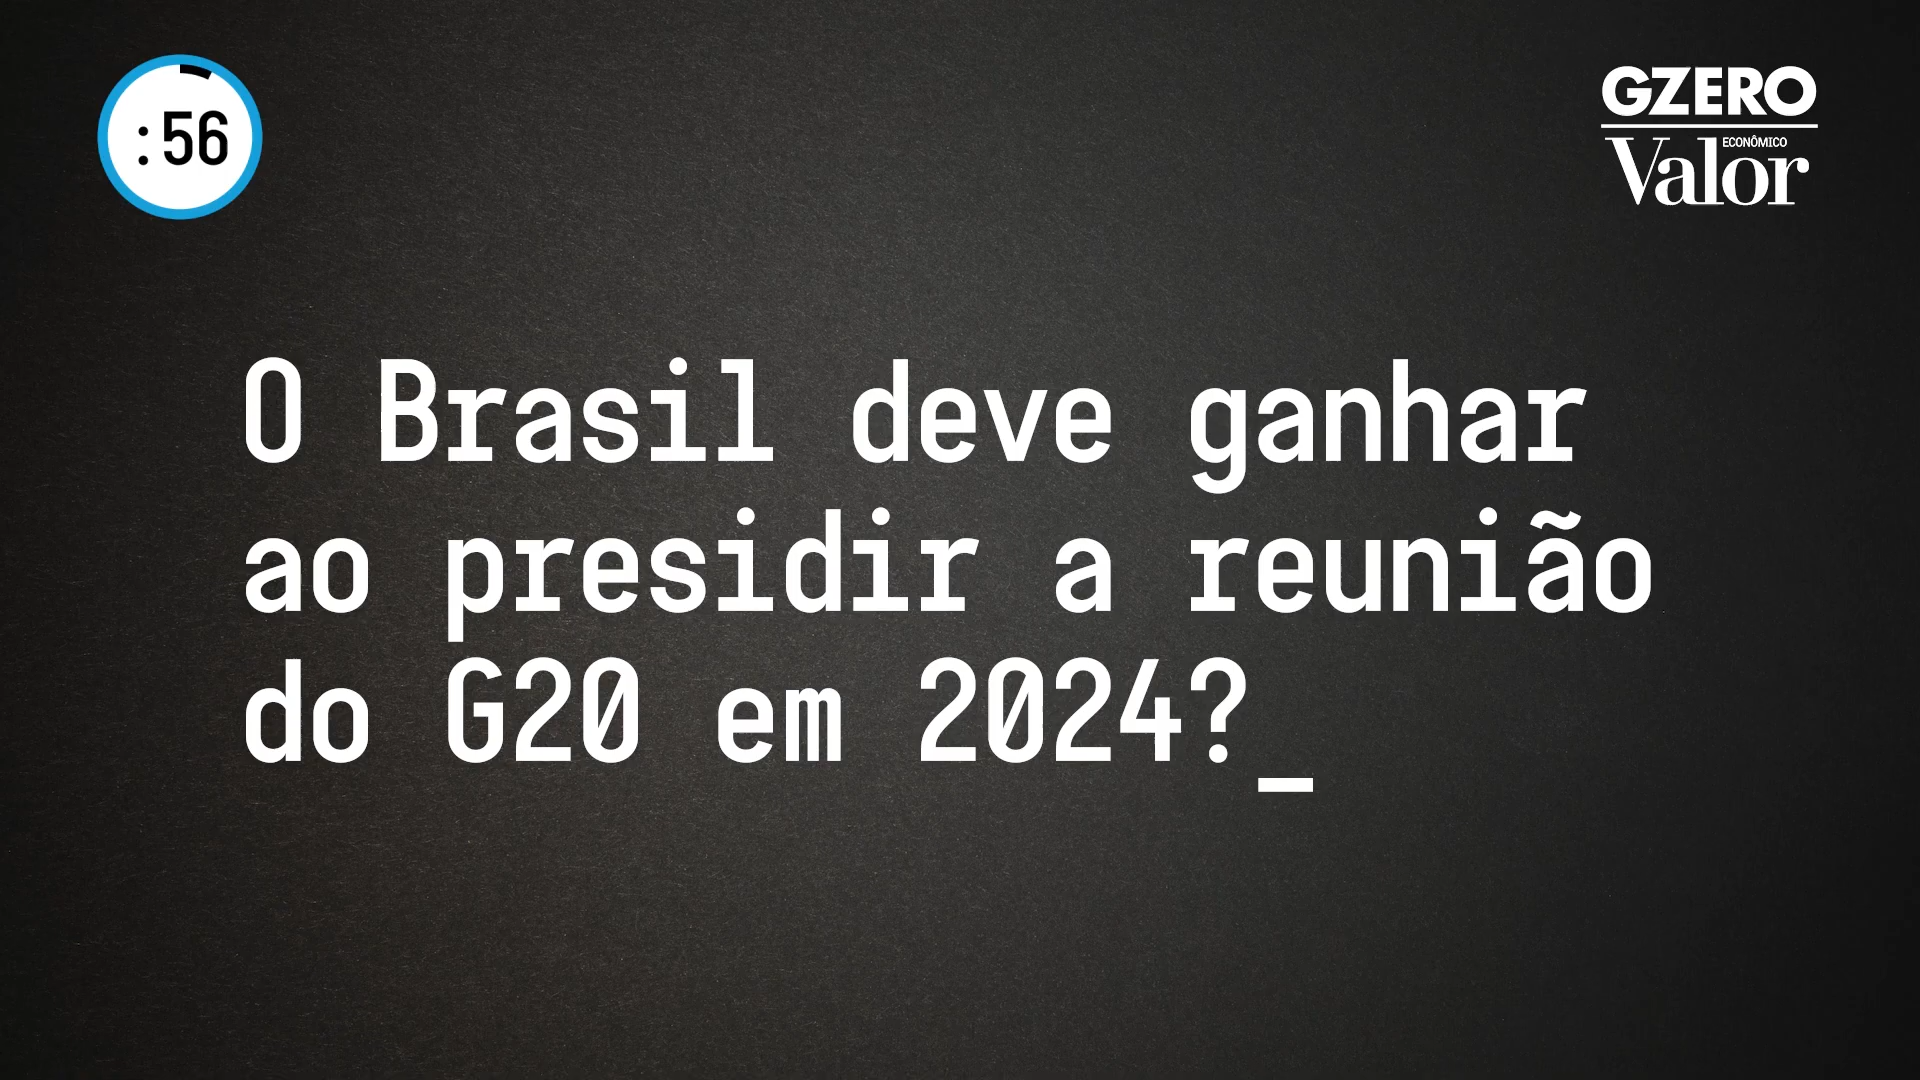 :56
GZERO
ECONÔMICO
Valor
O Brasil deve ganhar
ao presidir a reunião
do G20 em 2024?_